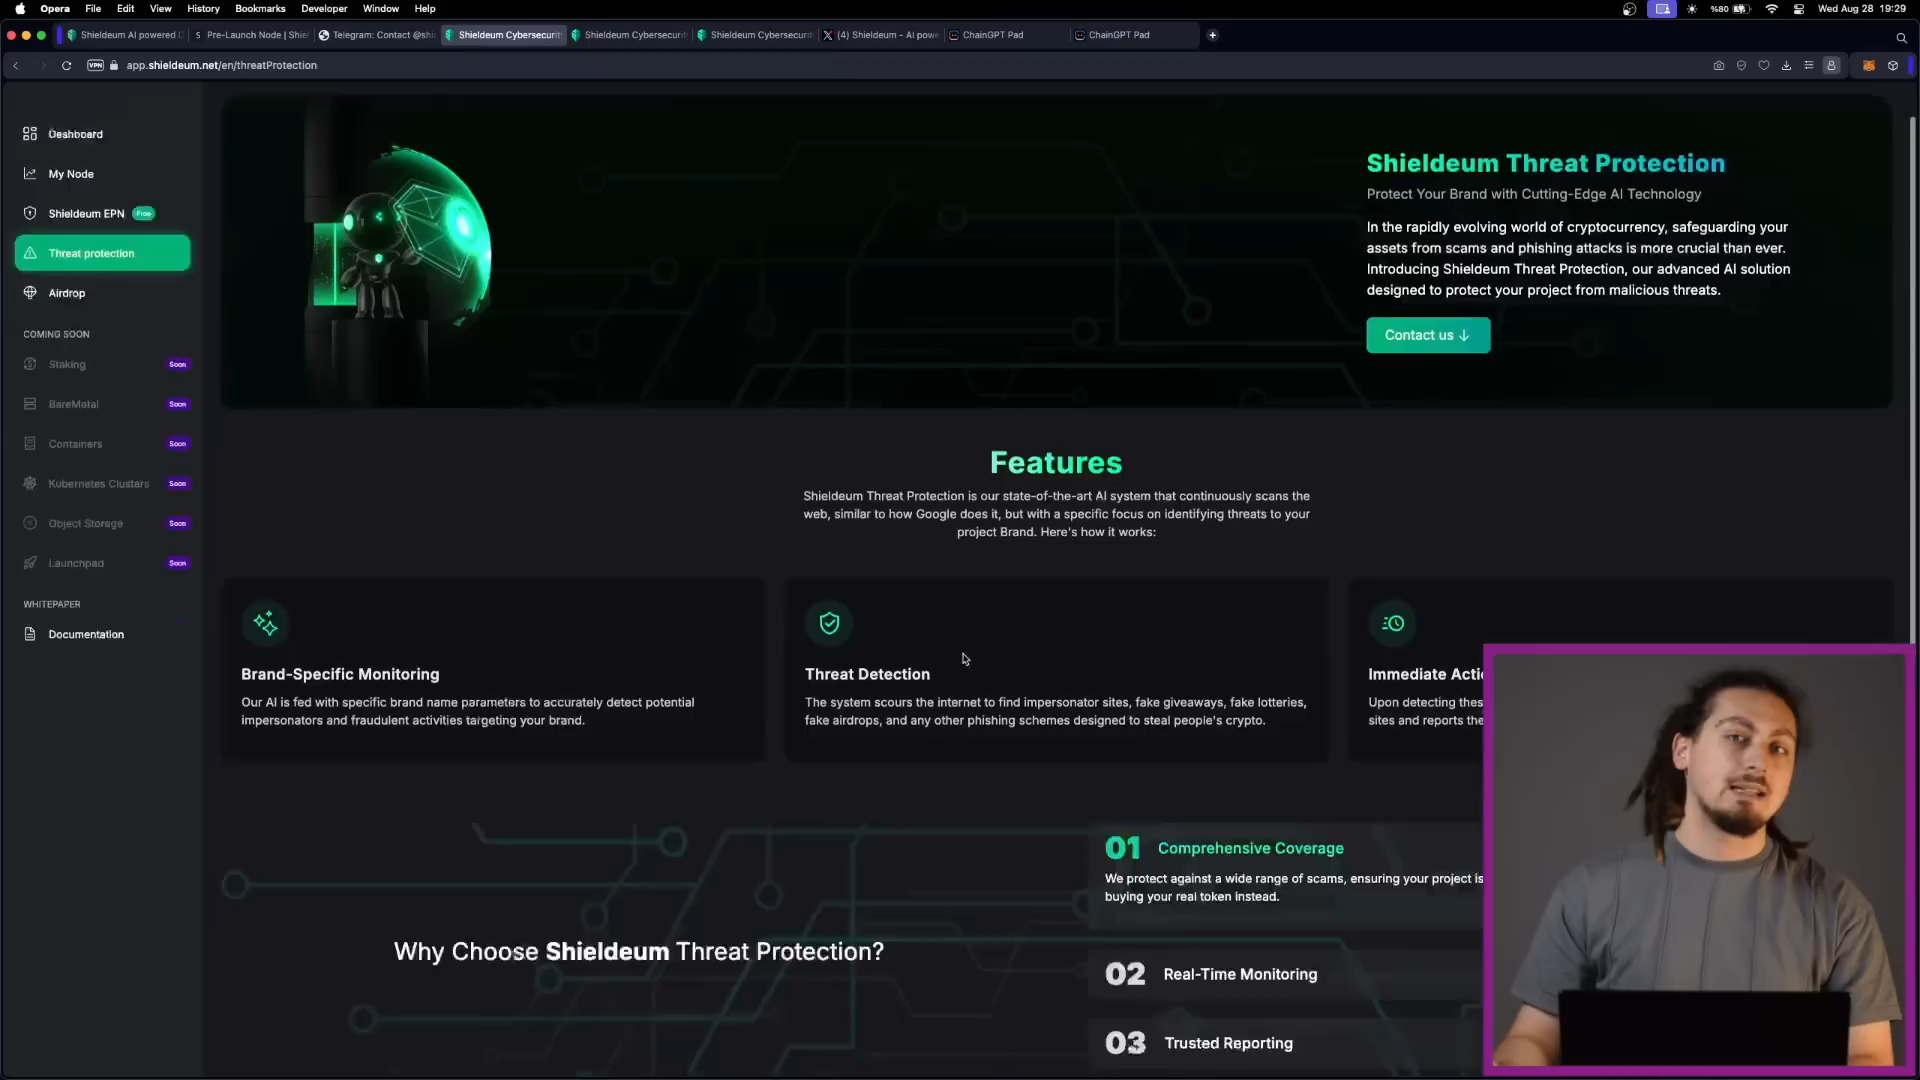 Opera File Edit View History Bookmarks Developer Window Help
%80 Wed Aug 28 19:29
Shieldeum AI powered C
S Pre-Launch Node | Shiel
Telegram: Contact @shi
Shieldeum Cybersecurit
Shieldeum Cybersecurit
Shieldeum Cybersecurit
(4) Shieldeum - AI powe
ChainGPT Pad
ChainGPT Pad
VPN app.shieldeum.net/en/threatProtection
Dashboard
My Node
Shieldeum EPN Free
Threat protection
Airdrop
COMING SOON
Staking Soon
BareMetal Soon
Containers Soon
Kubernetes Clusters Soon
Object Storage Soon
Launchpad Soon
WHITEPAPER
Documentation
Shieldeum Threat Protection
Protect Your Brand with Cutting-Edge AI Technology
In the rapidly evolving world of cryptocurrency, safeguarding your
assets from scams and phishing attacks is more crucial than ever.
Introducing Shieldeum Threat Protection, our advanced AI solution
designed to protect your project from malicious threats.
Contact us ↓
Features
Shieldeum Threat Protection is our state-of-the-art AI system that continuously scans the
web, similar to how Google does it, but with a specific focus on identifying threats to your
project Brand. Here's how it works:
Brand-Specific Monitoring
Our AI is fed with specific brand name parameters to accurately detect potential
impersonators and fraudulent activities targeting your brand.
Threat Detection
The system scours the internet to find impersonator sites, fake giveaways, fake lotteries,
fake airdrops, and any other phishing schemes designed to steal people's crypto.
Immediate Acti
Upon detecting thes
sites and reports the
Why Choose Shieldeum Threat Protection?
01 Comprehensive Coverage
We protect against a wide range of scams, ensuring your project is
buying your real token instead.
02 Real-Time Monitoring
03 Trusted Reporting